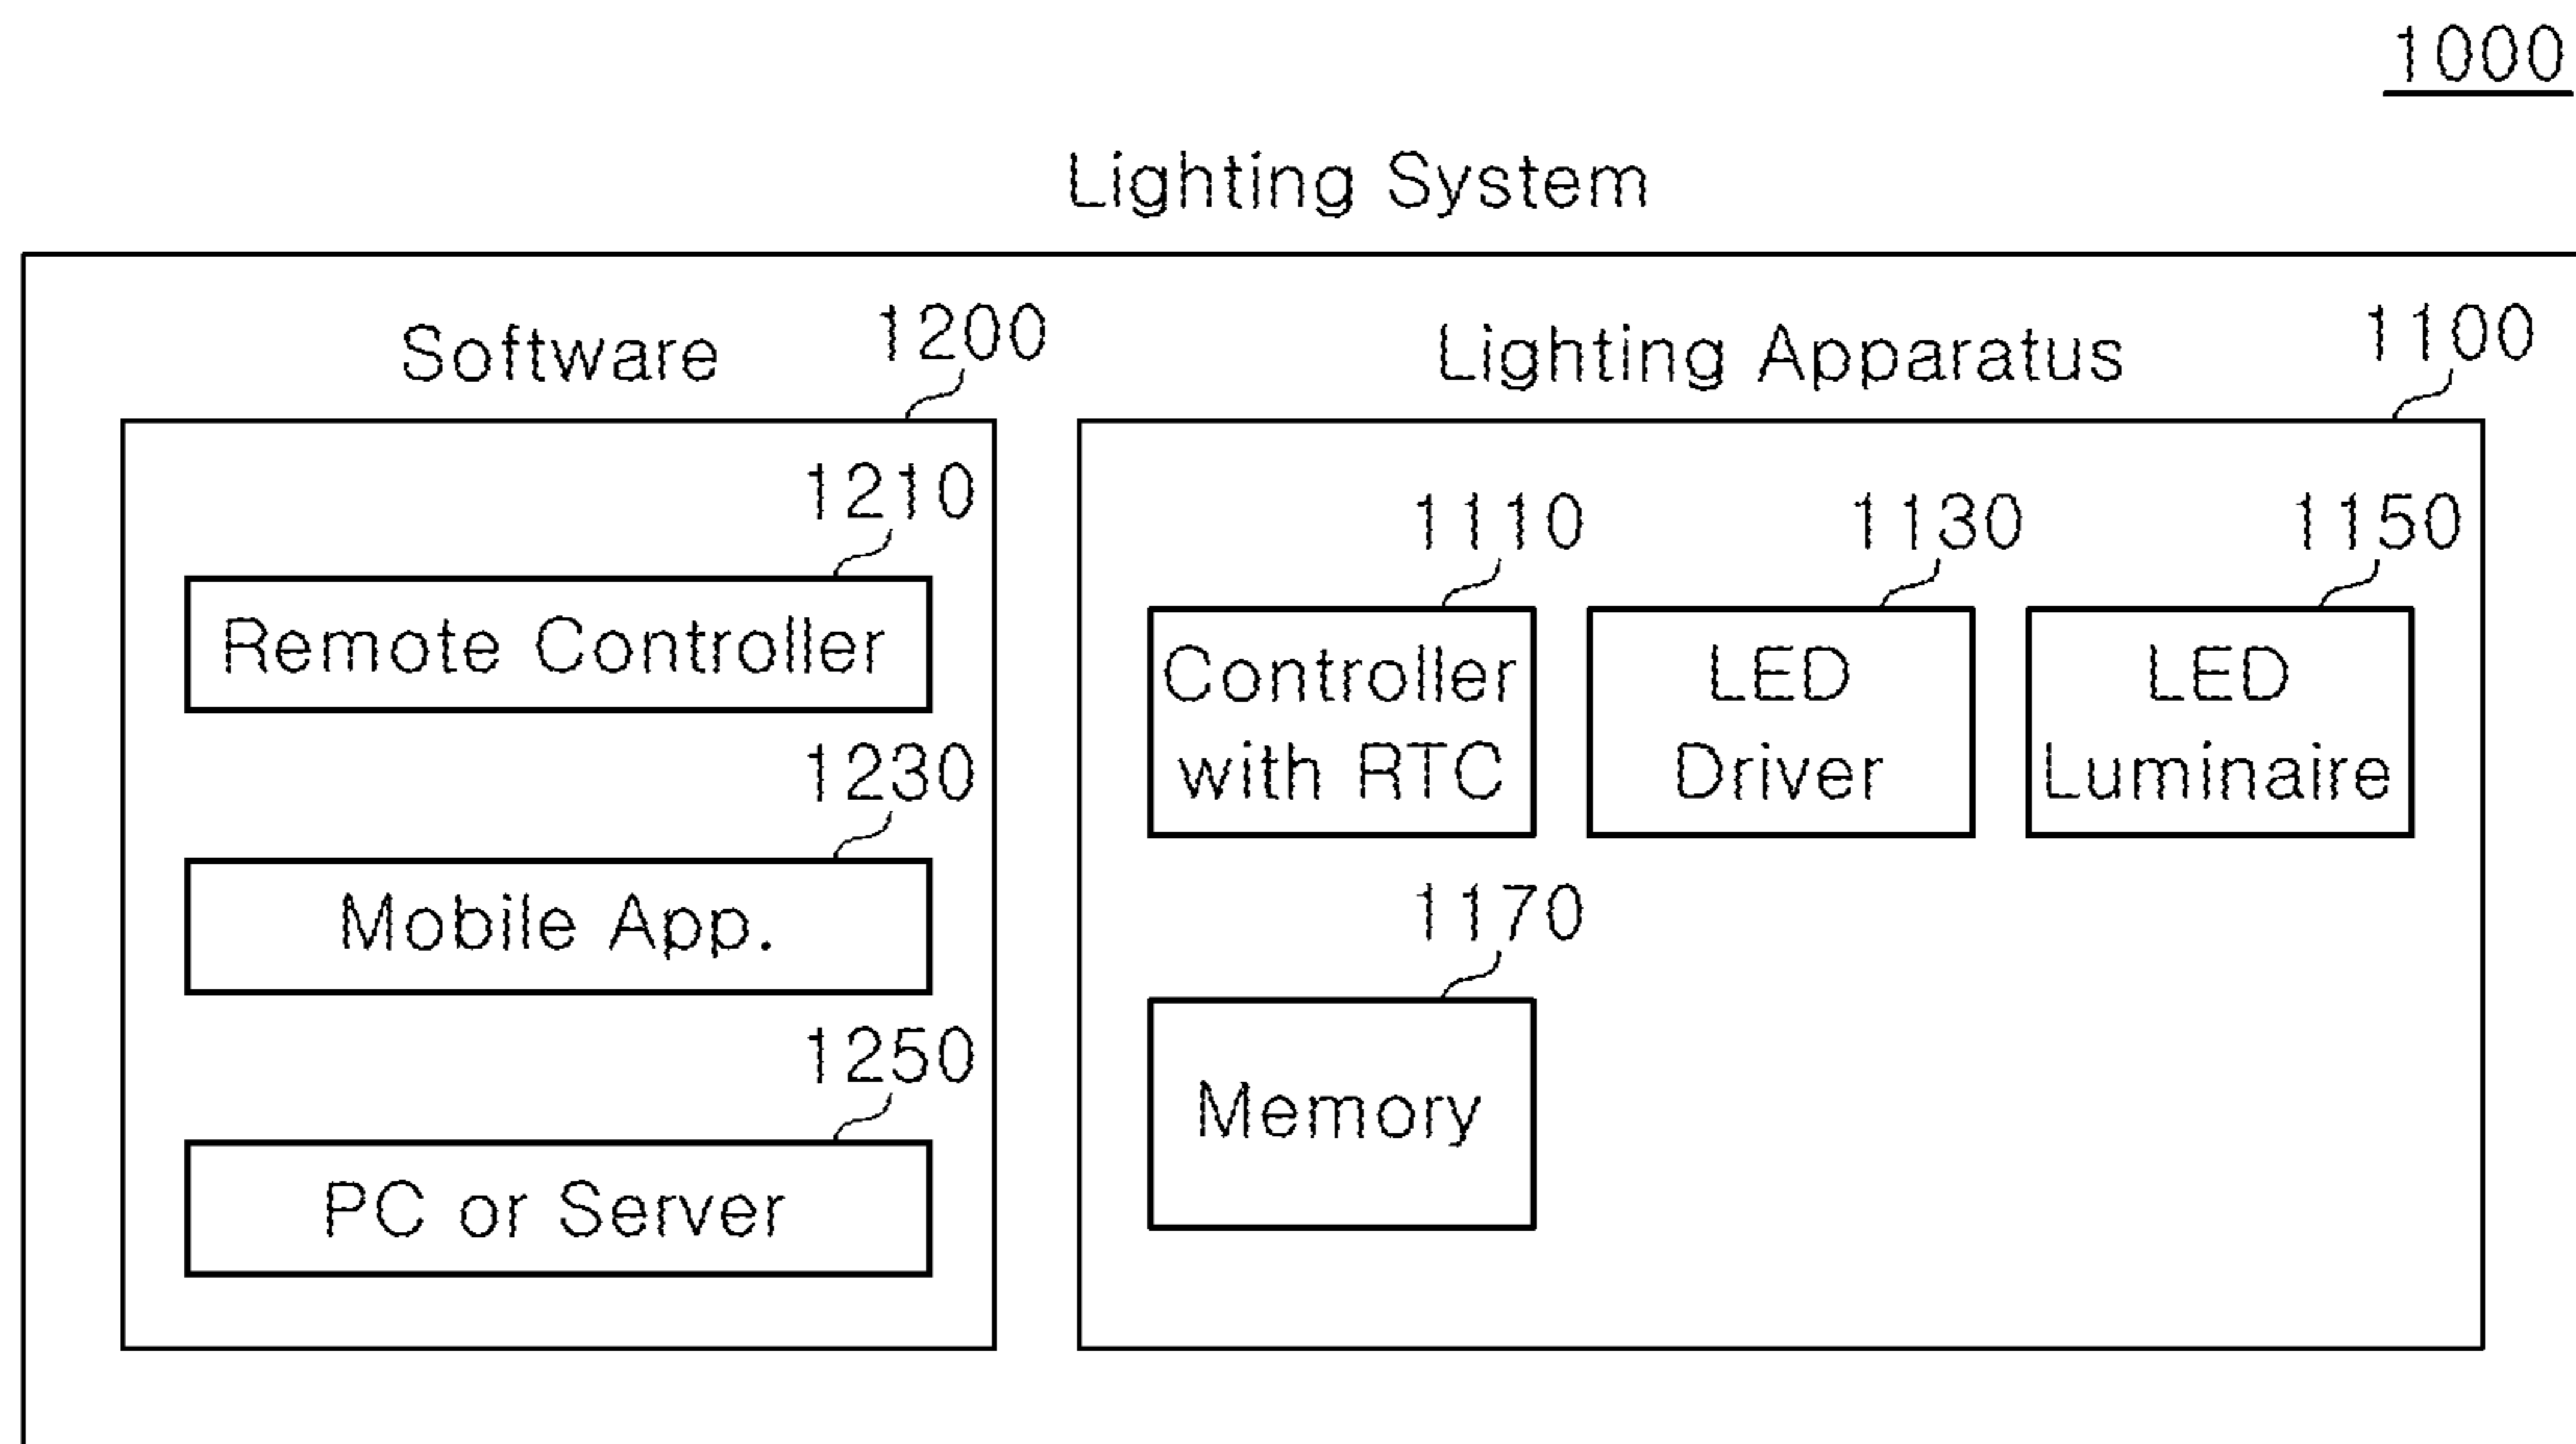 1000
Lighting System
Software
1200
Lighting Apparatus
1100
1210
Remote Controller
1230
Mobile App.
1250
PC or Server
1110
Controller
with RTC
1130
LED
Driver
1150
LED
Luminaire
1170
Memory